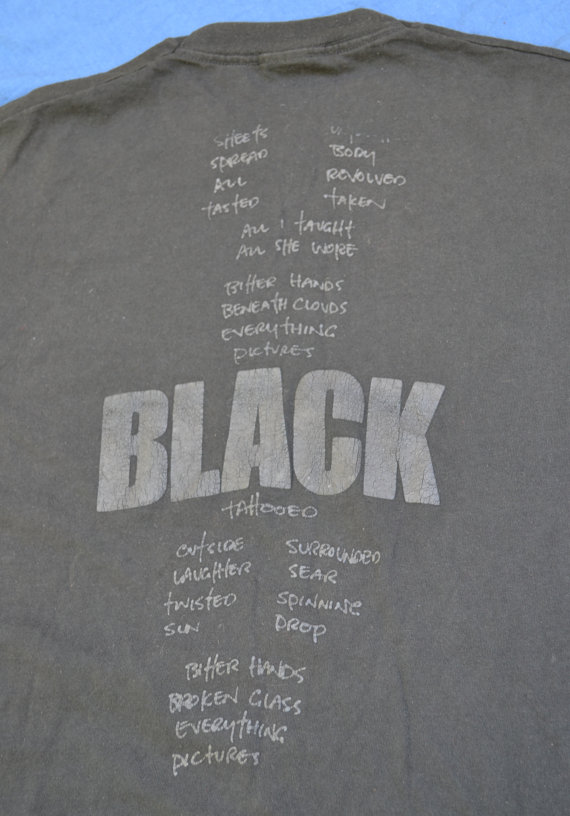 SHEETS
SPREAD BODY
ALL REVOLVED
TASTED TAKEN
ALL I TAUGHT
ALL SHE WORE
BITTER HANDS
BENEATH CLOUDS
EVERYTHING
PICTURES
BLACK
TATTOOED
OUTSIDE SURROUNDED
LAUGHTER SEAR
TWISTED SPINNING
SUN DROP
BITTER HANDS
BROKEN GLASS
EVERYTHING
PICTURES